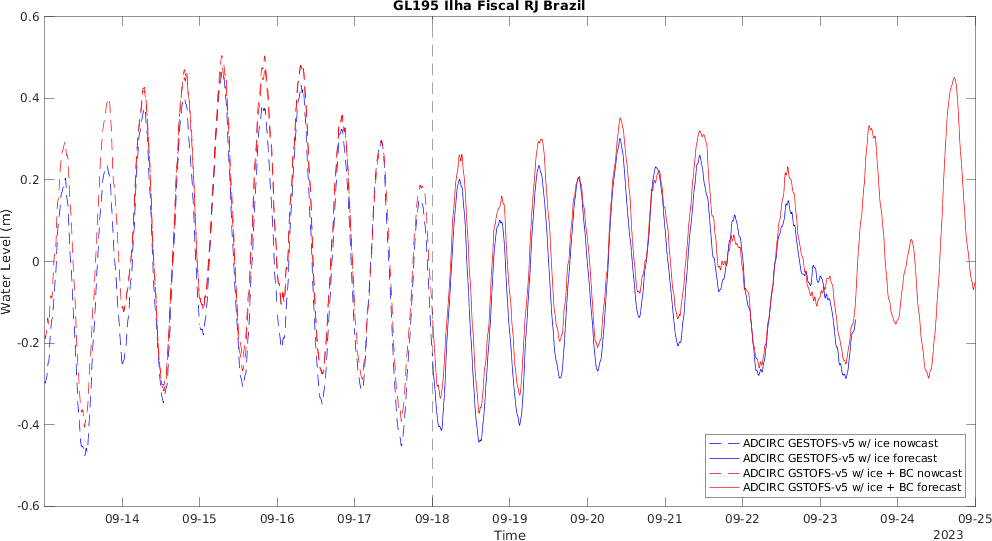 GL195 Ilha Fiscal RJ Brazil
0.6
0.4
0.2
0
-0.2
-0.4
-0.6
Water Level (m)
09-14 09-15 09-16 09-17 09-18 09-19 09-20 09-21 09-22 09-23 09-24 09-25
Time
2023
ADCIRC GESTOFS-v5 w/ ice nowcast
ADCIRC GESTOFS-v5 w/ ice forecast
ADCIRC GSTOFS-v5 w/ ice + BC nowcast
ADCIRC GSTOFS-v5 w/ ice + BC forecast